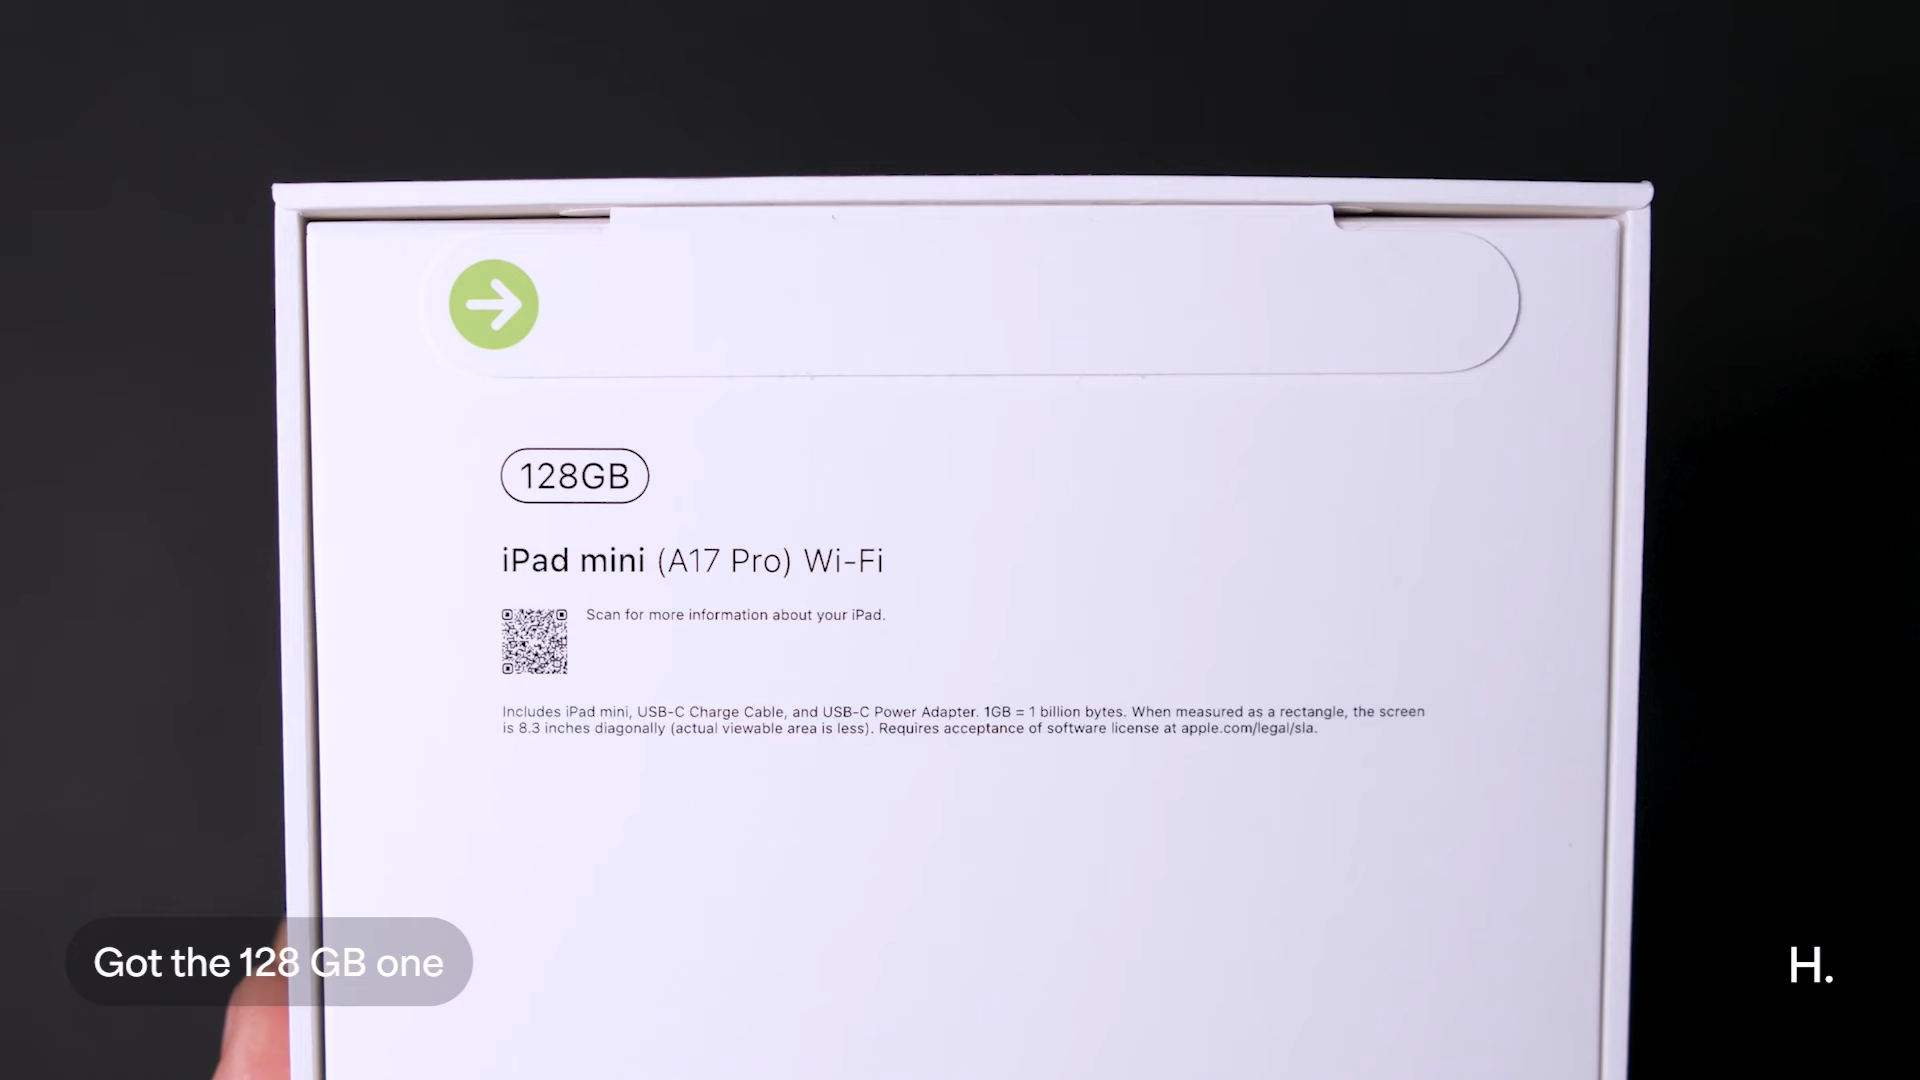 128GB
iPad mini (A17 Pro) Wi-Fi
Scan for more information about your iPad.
Includes iPad mini, USB-C Charge Cable, and USB-C Power Adapter. 1GB = 1 billion bytes. When measured as a rectangle, the screen
is 8.3 inches diagonally (actual viewable area is less). Requires acceptance of software license at apple.com/legal/sla.
Got the 128 GB one
H.